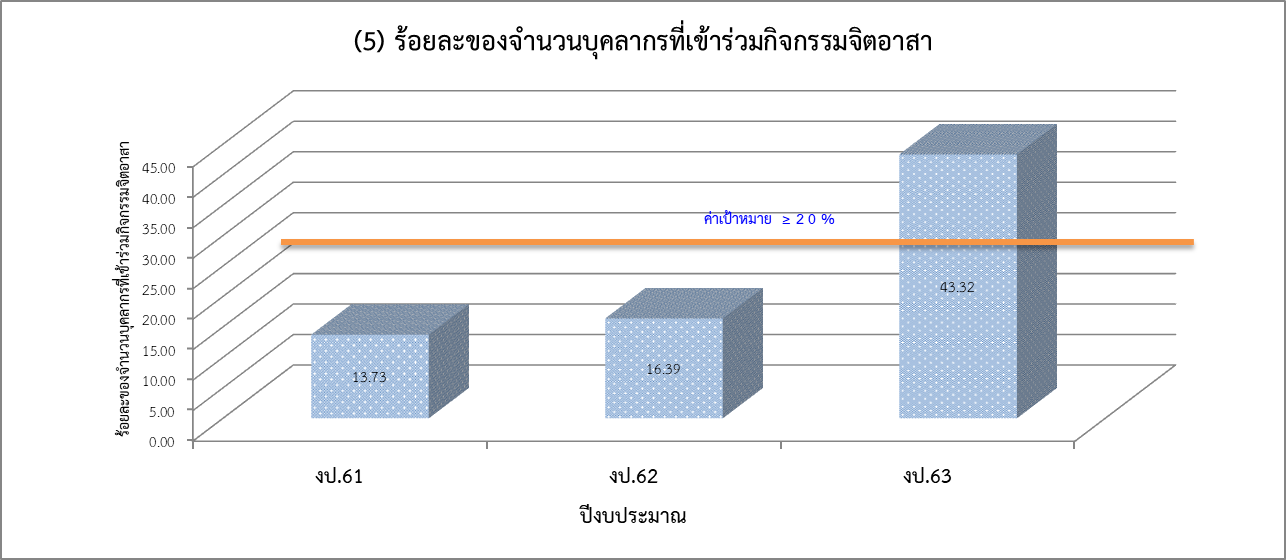 (5) ร้อยละของจำนวนบุคลากรที่เข้าร่วมกิจกรรมจิตอาสา
ร้อยละของจำนวนบุคลากรที่เข้าร่วมกิจกรรมจิตอาสา
45.00
40.00
35.00
30.00
25.00
20.00
15.00
10.00
5.00
0.00
ค่าเป้าหมาย ≥ 2 0 %
13.73
16.39
43.32
งป.61
งป.62
งป.63
ปีงบประมาณ